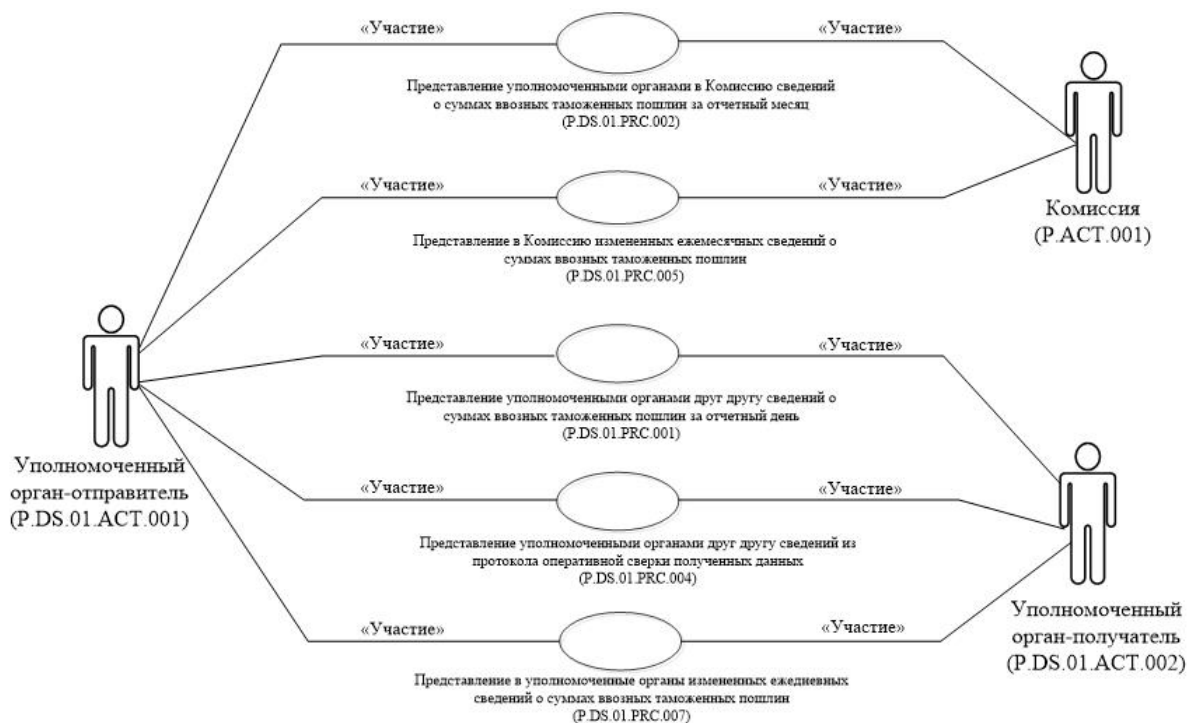 «Участие» «Участие»
Представление уполномоченными органами в Комиссию сведений
о суммах ввозных таможенных пошлин за отчетный месяц
(P.DS.01.PRC.002)
«Участие» «Участие»
Комиссия
(P.ACT.001)
Представление в Комиссию измененных ежемесячных сведений о
суммах ввозных таможенных пошлин
(P.DS.01.PRC.005)
«Участие» «Участие»
Представление уполномоченными органами друг другу сведений о
суммах ввозных таможенных пошлин за отчетный день
(P.DS.01.PRC.001)
Уполномоченный
орган-отправитель
(P.DS.01.ACT.001)
«Участие» «Участие»
Представление уполномоченными органами друг другу сведений из
протокола оперативной сверки полученных данных
(P.DS.01.PRC.004)
Уполномоченный
орган-получатель
(P.DS.01.ACT.002)
«Участие» «Участие»
Представление в уполномоченные органы измененных ежедневных
сведений о суммах ввозных таможенных пошлин
(P.DS.01.PRC.007)